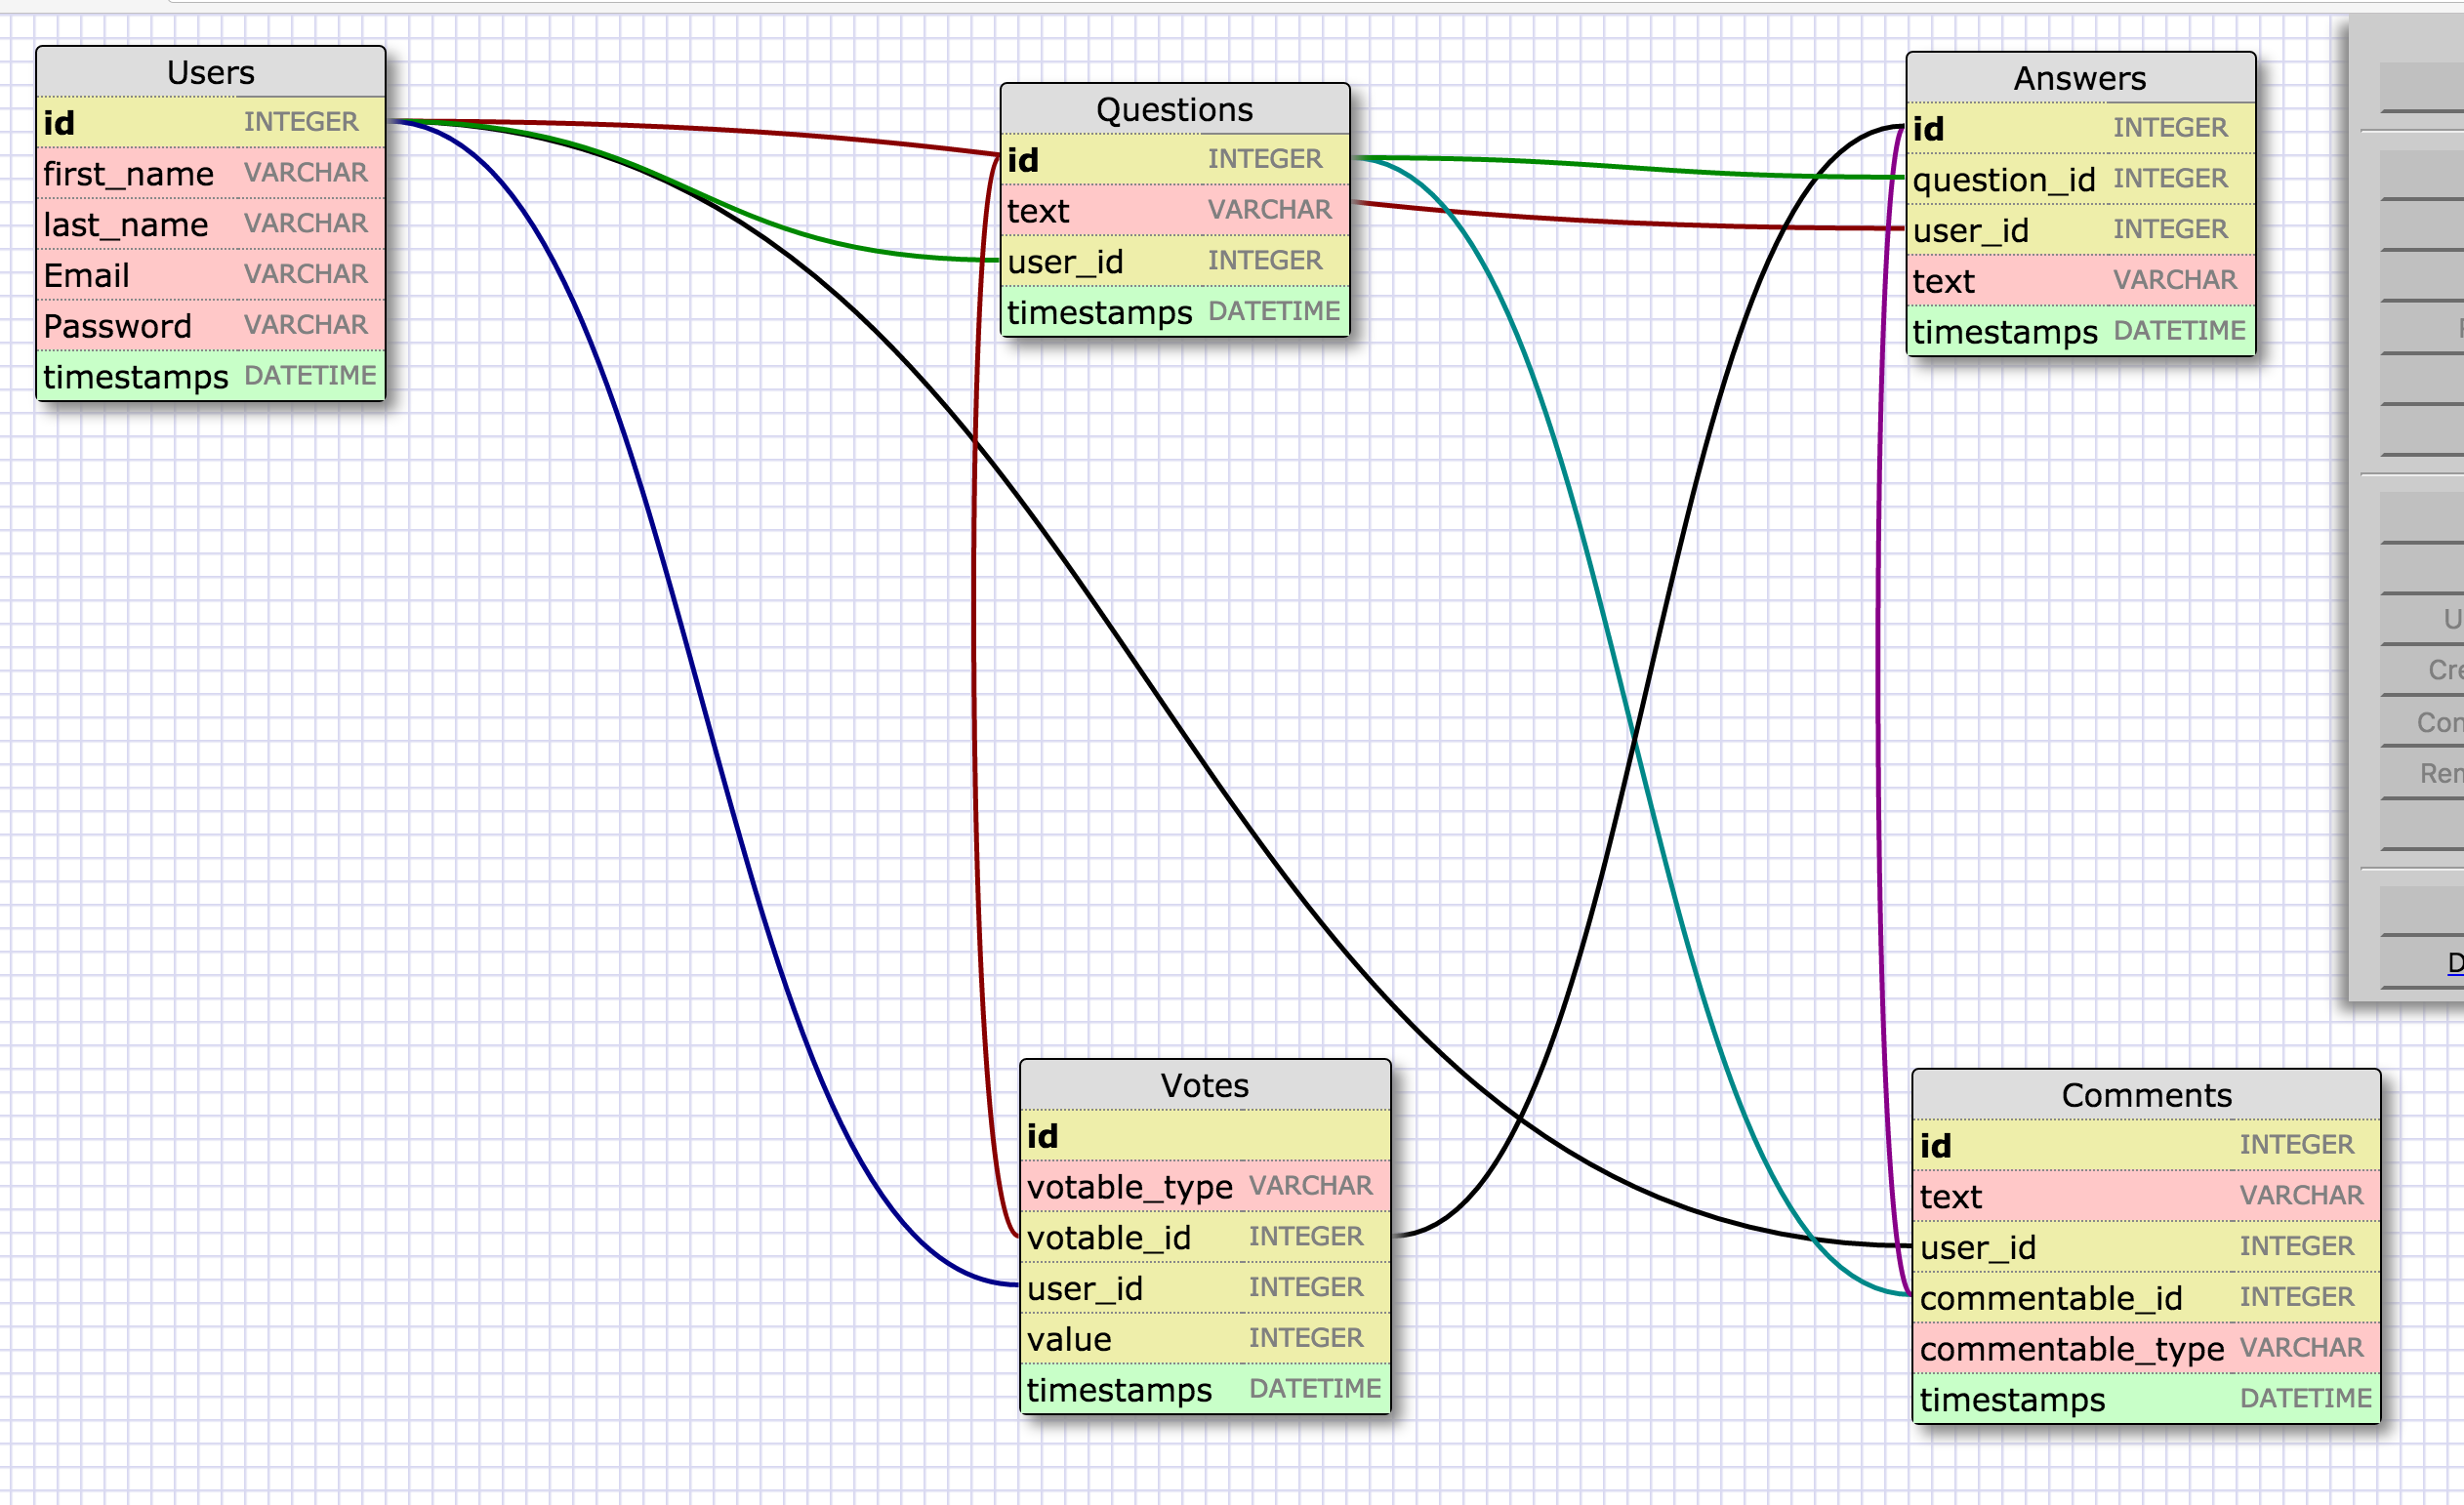 Users
id INTEGER
first_name VARCHAR
last_name VARCHAR
Email VARCHAR
Password VARCHAR
timestamps DATETIME
Questions
id INTEGER
text VARCHAR
user_id INTEGER
timestamps DATETIME
Answers
id INTEGER
question_id INTEGER
user_id INTEGER
text VARCHAR
timestamps DATETIME
Votes
id
votable_type VARCHAR
votable_id INTEGER
user_id INTEGER
value INTEGER
timestamps DATETIME
Comments
id INTEGER
text VARCHAR
user_id INTEGER
commentable_id INTEGER
commentable_type VARCHAR
timestamps DATETIME